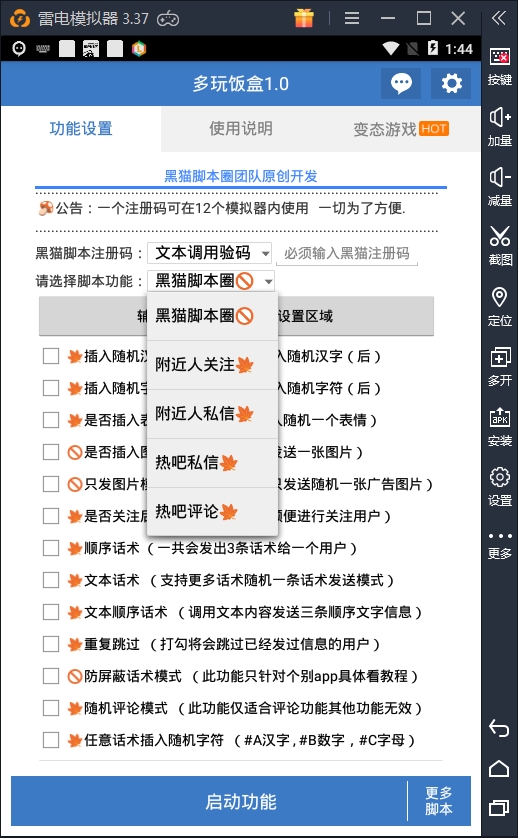 雷电模拟器 3.37
1:44
多玩饭盒1.0
功能设置
使用说明
变态游戏 HOT
黑猫脚本圈团队原创开发
公告：一个注册码可在12个模拟器内使用 一切为了方便.
黑猫脚本注册码：
文本调用验码
必须输入黑猫注册码
请选择脚本功能：
黑猫脚本圈
黑猫脚本圈
附近人关注
附近人私信
热吧私信
热吧评论
设置区域
插入随机
入随机汉字（后）
插入随机字
入随机字符（后）
是否插入表
入随机一个表情）
是否插入图
发送一张图片）
只发图片模
只发送随机一张广告图片）
是否关注后
顺便进行关注用户）
顺序话术（一共会发出3条话术给一个用户）
文本话术 （支持更多话术随机一条话术发送模式）
文本顺序话术 （调用文本内容发送三条顺序文字信息）
重复跳过 （打勾将会跳过已经发过信息的用户）
防屏蔽话术模式 （此功能只针对个别app具体看教程）
随机评论模式 （此功能仅适合评论功能其他功能无效）
任意话术插入随机字符 （#A汉字,#B数字，#C字母）
启动功能
更多
脚本
按键
加量
减量
截图
定位
多开
APK
安装
设置
更多